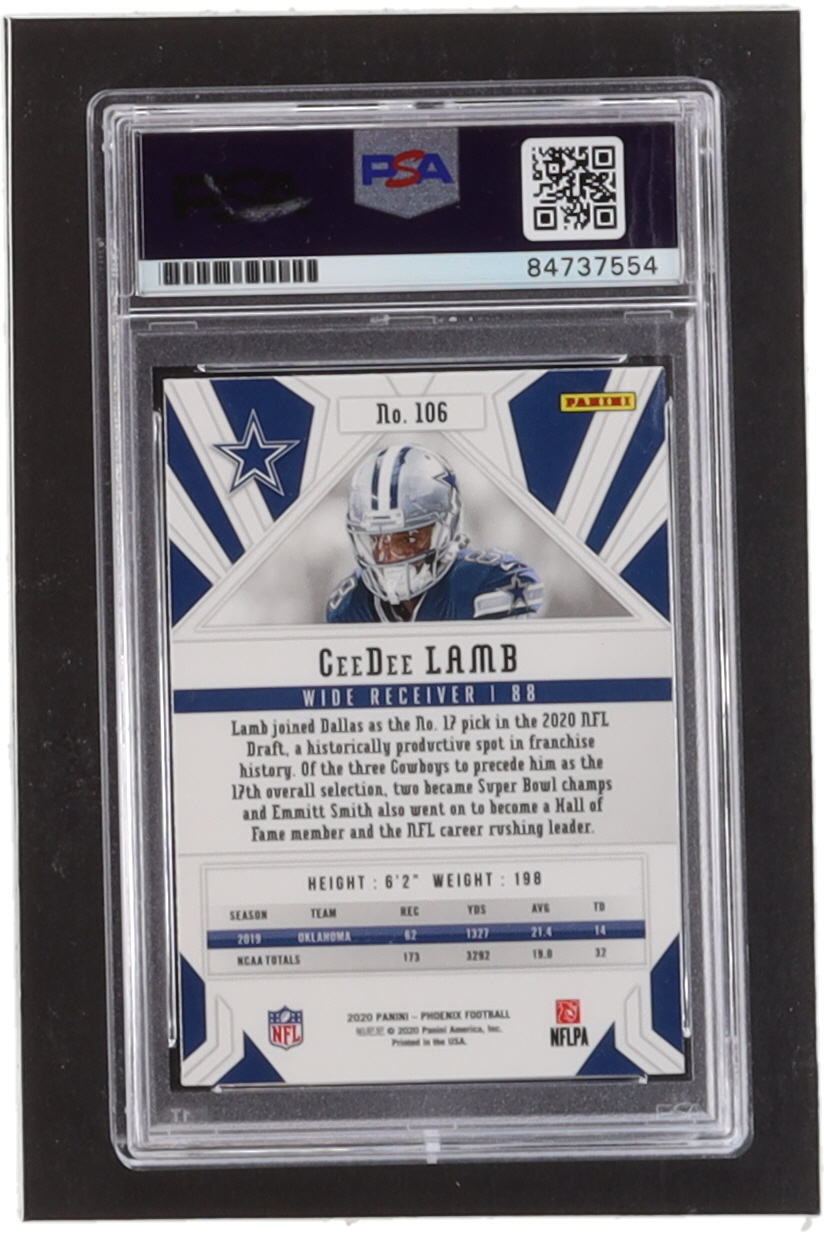 PSA
PSA
84737554
No. 106
PANINI
CEEDEE LAMB
WIDE RECEIVER | 88
Lamb joined Dallas as the No. 17 pick in the 2020 NFL
Draft, a historically productive spot in franchise
history. Of the three Cowboys to precede him as the
17th overall selection, two became Super Bowl champs
and Emmitt Smith also went on to become a Hall of
Fame member and the NFL career rushing leader.
HEIGHT : 6'2" WEIGHT : 198
SEASON TEAM REC YDS AVG TD
2019 OKLAHOMA 62 1327 21.4 14
NCAA TOTALS 173 3292 19.0 32
NFL
2020 PANINI – PHOENIX FOOTBALL
© 2020 Panini America, Inc.
Printed in the USA.
NFLPA
PSA